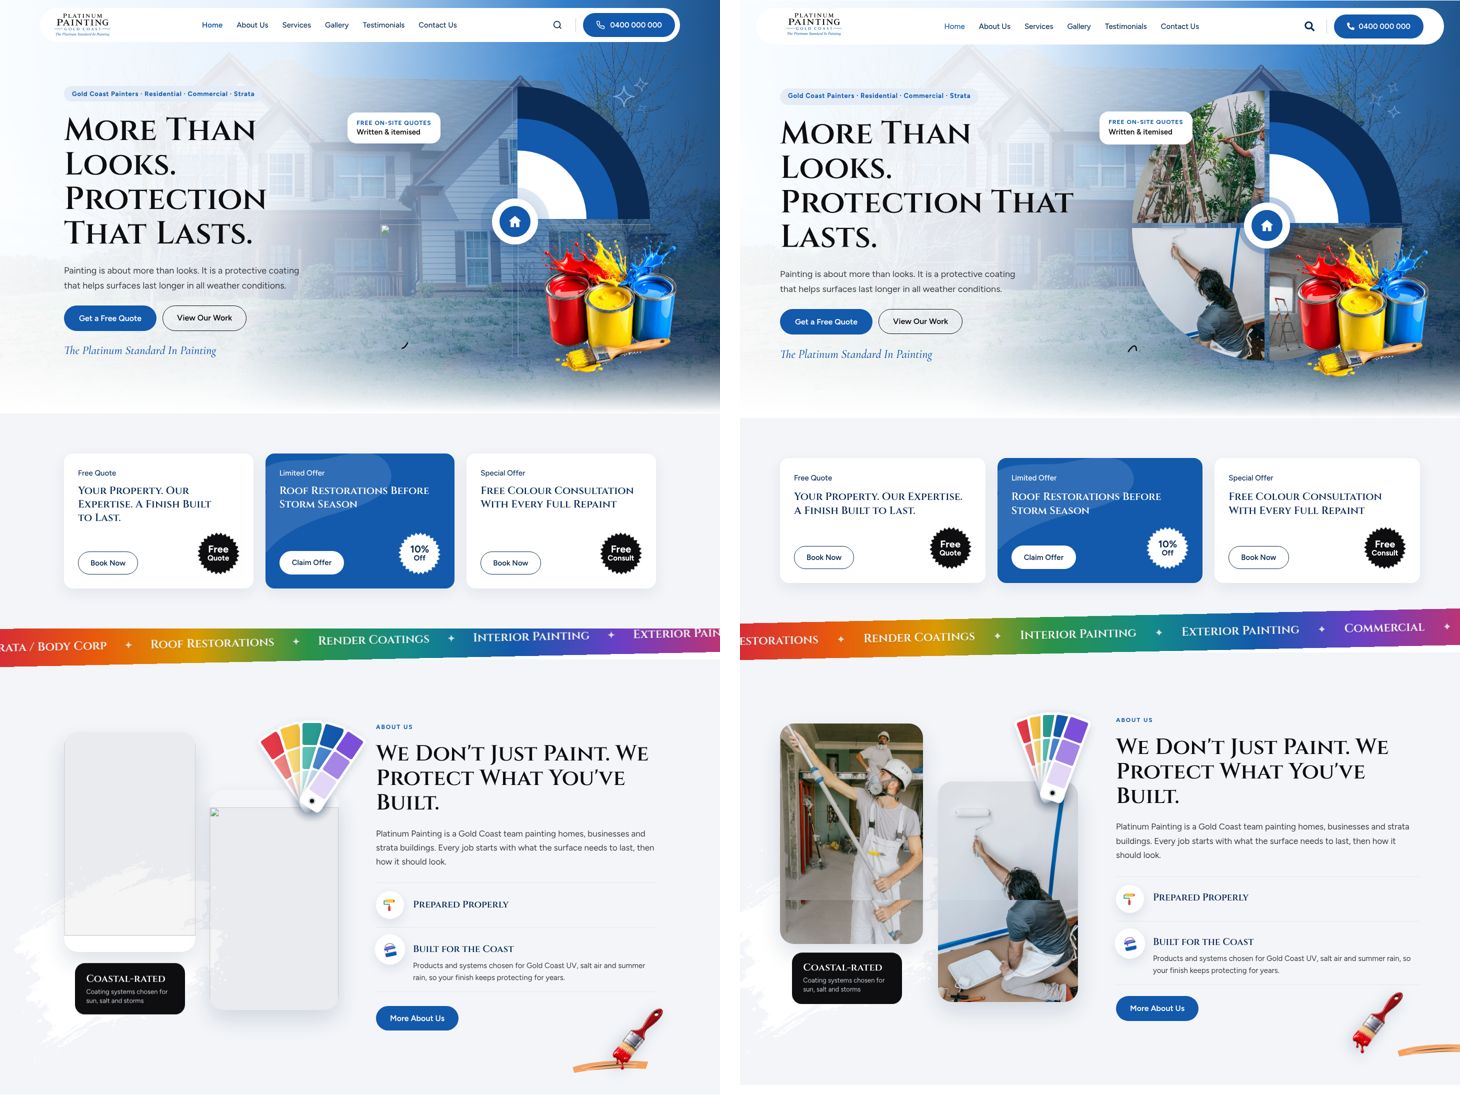 PLATINUM
PAINTING
GOLD COAST
The Platinum Standard In Painting
Home
About Us
Services
Gallery
Testimonials
Contact Us
0400 000 000
Gold Coast Painters · Residential · Commercial · Strata
MORE THAN
LOOKS.
PROTECTION
THAT LASTS.
FREE ON-SITE QUOTES
Written & itemised
Painting is about more than looks. It is a protective coating
that helps surfaces last longer in all weather conditions.
Get a Free Quote
View Our Work
The Platinum Standard In Painting
Free Quote
YOUR PROPERTY. OUR
EXPERTISE. A FINISH BUILT
TO LAST.
Book Now
Free
Quote
Limited Offer
ROOF RESTORATIONS BEFORE
STORM SEASON
Claim Offer
10%
Off
Special Offer
FREE COLOUR CONSULTATION
WITH EVERY FULL REPAINT
Book Now
Free
Consult
RATA / BODY CORP ✦ ROOF RESTORATIONS ✦ RENDER COATINGS ✦ INTERIOR PAINTING ✦ EXTERIOR PAIN
ABOUT US
WE DON'T JUST PAINT. WE
PROTECT WHAT YOU'VE
BUILT.
Platinum Painting is a Gold Coast team painting homes, businesses and
strata buildings. Every job starts with what the surface needs to last, then
how it should look.
PREPARED PROPERLY
BUILT FOR THE COAST
Products and systems chosen for Gold Coast UV, salt air and summer
rain, so your finish keeps protecting for years.
More About Us
COASTAL-RATED
Coating systems chosen for
sun, salt and storms
PLATINUM
PAINTING
GOLD COAST
The Platinum Standard In Painting
Home
About Us
Services
Gallery
Testimonials
Contact Us
0400 000 000
Gold Coast Painters · Residential · Commercial · Strata
MORE THAN
LOOKS.
PROTECTION THAT
LASTS.
FREE ON-SITE QUOTES
Written & itemised
Painting is about more than looks. It is a protective coating
that helps surfaces last longer in all weather conditions.
Get a Free Quote
View Our Work
The Platinum Standard In Painting
Free Quote
YOUR PROPERTY. OUR EXPERTISE.
A FINISH BUILT TO LAST.
Book Now
Free
Quote
Limited Offer
ROOF RESTORATIONS BEFORE
STORM SEASON
Claim Offer
10%
Off
Special Offer
FREE COLOUR CONSULTATION
WITH EVERY FULL REPAINT
Book Now
Free
Consult
ESTORATIONS ✦ RENDER COATINGS ✦ INTERIOR PAINTING ✦ EXTERIOR PAINTING ✦ COMMERCIAL ✦
ABOUT US
WE DON'T JUST PAINT. WE
PROTECT WHAT YOU'VE
BUILT.
Platinum Painting is a Gold Coast team painting homes, businesses and strata
buildings. Every job starts with what the surface needs to last, then how it
should look.
PREPARED PROPERLY
BUILT FOR THE COAST
Products and systems chosen for Gold Coast UV, salt air and summer rain, so
your finish keeps protecting for years.
More About Us
COASTAL-RATED
Coating systems chosen for
sun, salt and storms